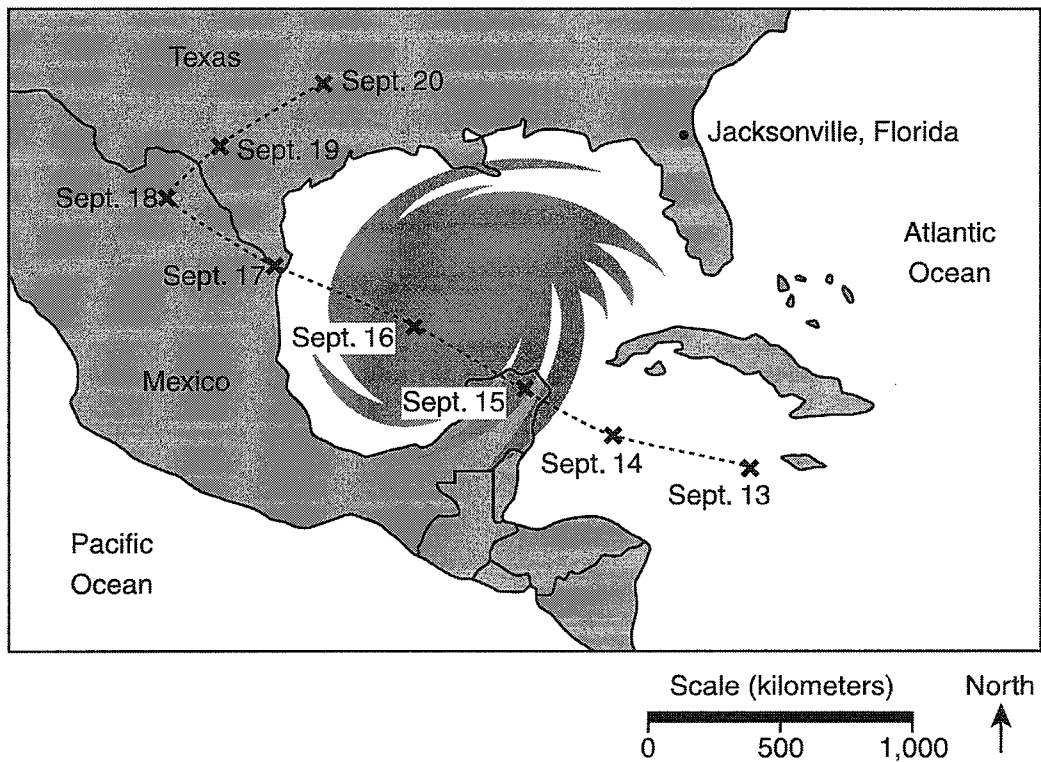 Texas
Sept. 20
Jacksonville, Florida
Sept. 19
Sept. 18
Atlantic
Ocean
Sept. 17
Sept. 16
Mexico
Sept. 15
Sept. 14
Sept. 13
Pacific
Ocean
Scale (kilometers)
North
0
500
1,000